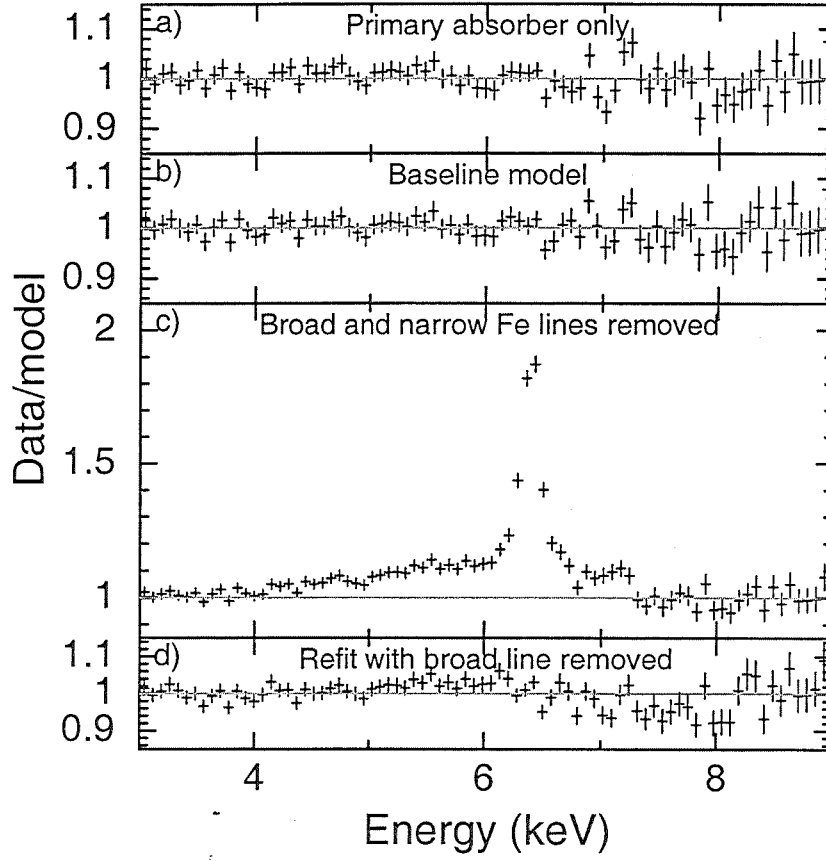 a) Primary absorber only
1.1
1
0.9
b) Baseline model
1.1
1
0.9
c) Broad and narrow Fe lines removed
2
1.5
1
d) Refit with broad line removed
1.1
1
0.9
4 6 8
Energy (keV)
Data/model